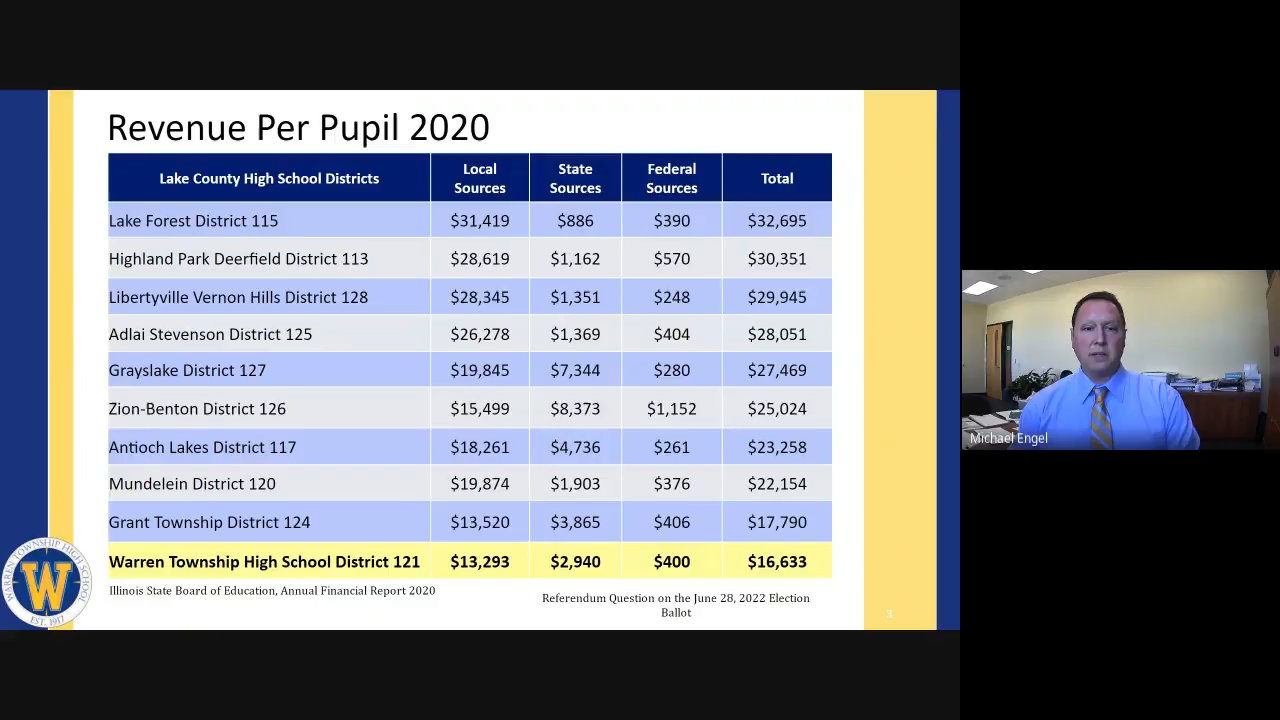 Revenue Per Pupil 2020
Lake County High School Districts Local Sources State Sources Federal Sources Total
Lake Forest District 115 $31,419 $886 $390 $32,695
Highland Park Deerfield District 113 $28,619 $1,162 $570 $30,351
Libertyville Vernon Hills District 128 $28,345 $1,351 $248 $29,945
Adlai Stevenson District 125 $26,278 $1,369 $404 $28,051
Grayslake District 127 $19,845 $7,344 $280 $27,469
Zion-Benton District 126 $15,499 $8,373 $1,152 $25,024
Antioch Lakes District 117 $18,261 $4,736 $261 $23,258
Mundelein District 120 $19,874 $1,903 $376 $22,154
Grant Township District 124 $13,520 $3,865 $406 $17,790
Warren Township High School District 121 $13,293 $2,940 $400 $16,633
Illinois State Board of Education, Annual Financial Report 2020
Referendum Question on the June 28, 2022 Election
Ballot
3
WARREN TOWNSHIP HIGH SCHOOL
W
EST. 1917
Michael Engel